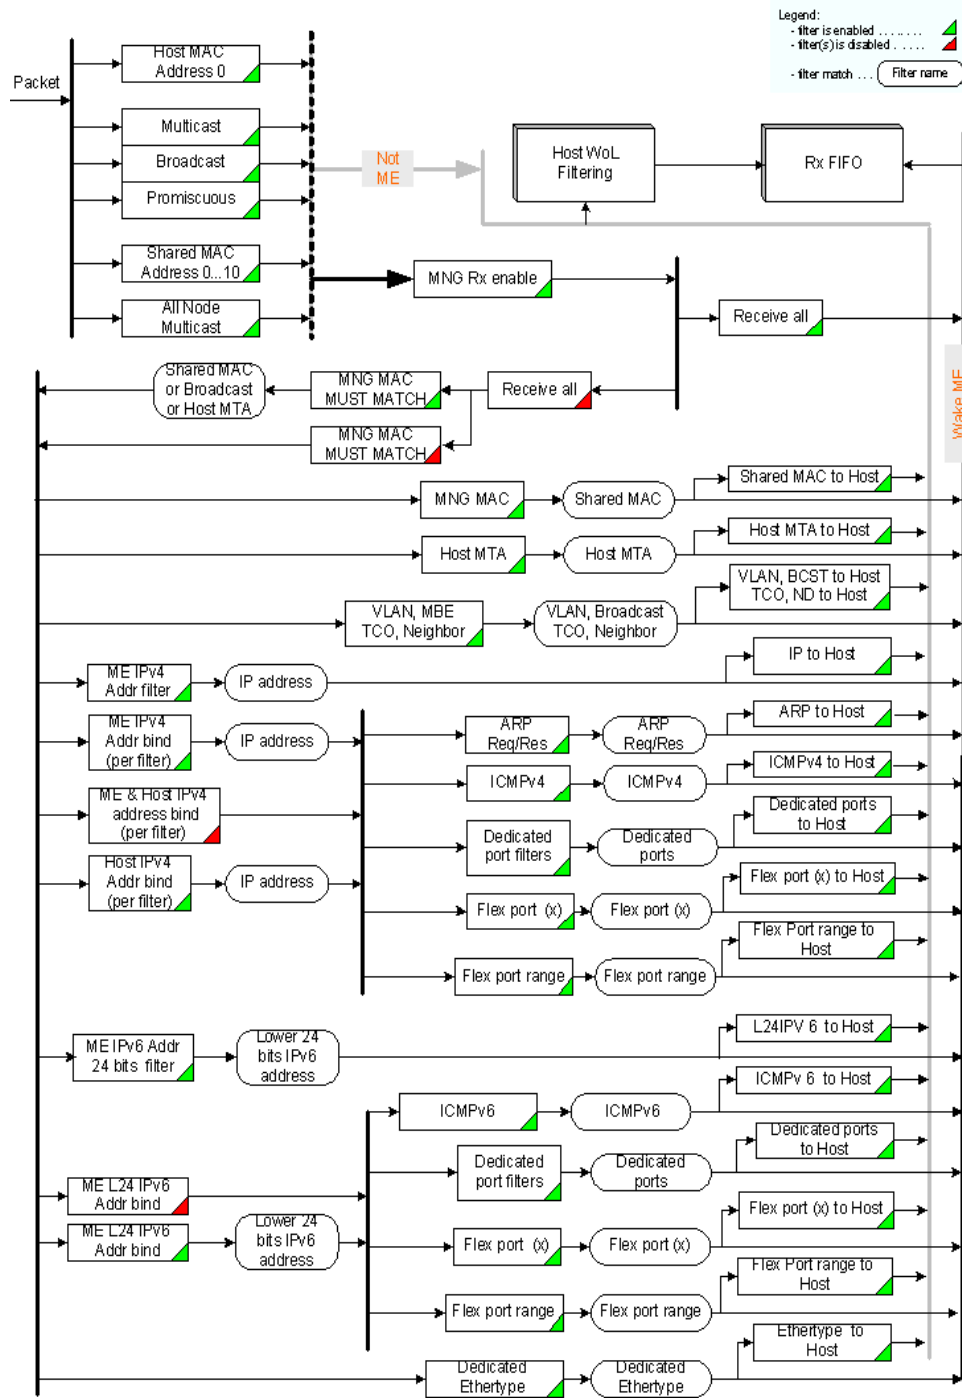 Legend:
- filter is enabled . . . . . . . .
- filter(s) is disabled . . . . . .
- filter match . . . Filter name
Packet
Host MAC
Address 0
Multicast
Broadcast
Promiscuous
Shared MAC
Address 0...10
All Node
Multicast
Not
ME
Host WoL
Filtering
Rx FIFO
MNG Rx enable
Receive all
Wake ME
Shared MAC
or Broadcast
or Host MTA
MNG MAC
MUST MATCH
Receive all
MNG MAC
MUST MATCH
MNG MAC
Shared MAC
Shared MAC to Host
Host MTA
Host MTA
Host MTA to Host
VLAN, MBE
TCO, Neighbor
VLAN, Broadcast
TCO, Neighbor
VLAN, BCST to Host
TCO, ND to Host
ME IPv4
Addr filter
IP address
IP to Host
ME IPv4
Addr bind
(per filter)
IP address
ME & Host IPv4
address bind
(per filter)
Host IPv4
Addr bind
(per filter)
IP address
ARP
Req/Res
ARP
Req/Res
ARP to Host
ICMPv4
ICMPv4
ICMPv4 to Host
Dedicated
port filters
Dedicated
ports
Dedicated ports
to Host
Flex port (x)
Flex port (x)
Flex port (x) to Host
Flex port range
Flex port range
Flex Port range to
Host
ME IPv6 Addr
24 bits filter
Lower 24
bits IPv6
address
L24IPV 6 to Host
ICMPv6
ICMPv6
ICMPv 6 to Host
Dedicated
port filters
Dedicated
ports
Dedicated ports
to Host
ME L24 IPv6
Addr bind
ME L24 IPv6
Addr bind
Lower 24
bits IPv6
address
Flex port (x)
Flex port (x)
Flex port (x) to Host
Flex port range
Flex port range
Flex Port range to
Host
Dedicated
Ethertype
Dedicated
Ethertype
Ethertype to
Host